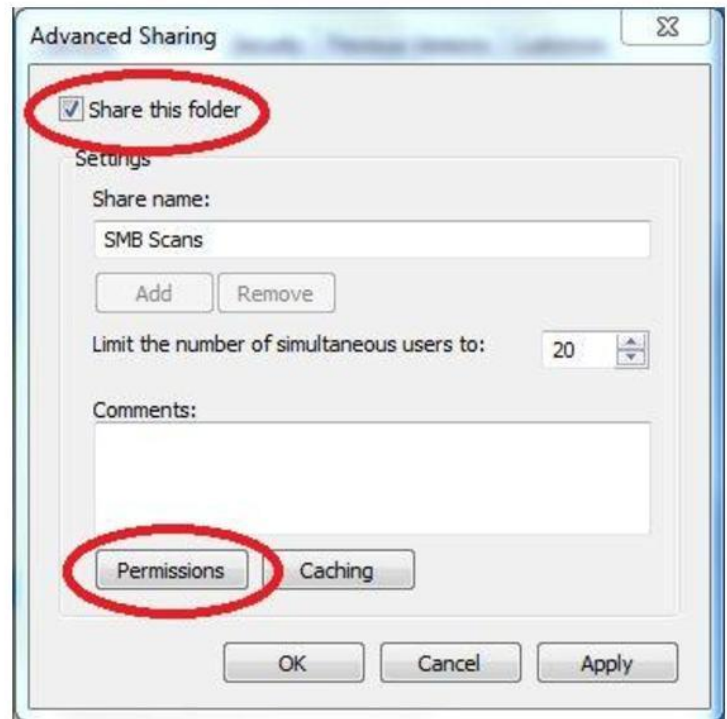 Advanced Sharing
Share this folder
Settings
Share name:
SMB Scans
Add Remove
Limit the number of simultaneous users to: 20
Comments:
Permissions Caching
OK Cancel Apply